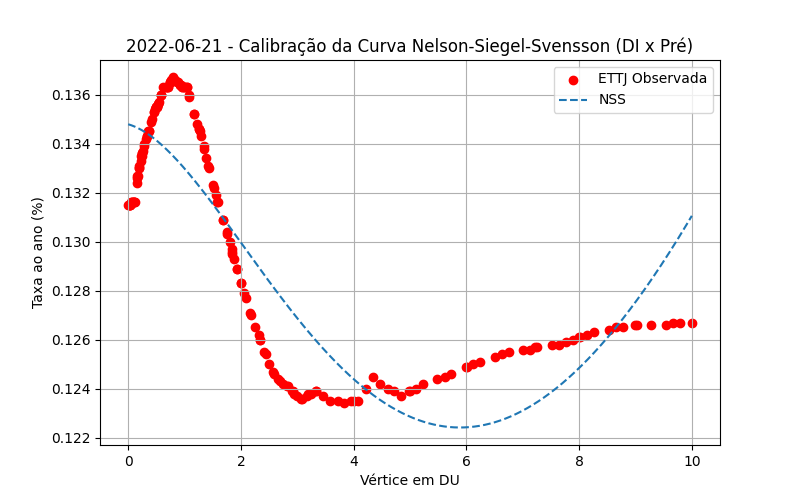 2022-06-21 - Calibração da Curva Nelson-Siegel-Svensson (DI x Pré)
ETTJ Observada
NSS
Taxa ao ano (%)
0.136
0.134
0.132
0.130
0.128
0.126
0.124
0.122
0 2 4 6 8 10
Vértice em DU